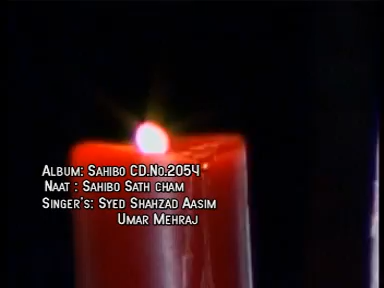 Album: Sahibo CD.No.2054
Naat : Sahibo Sath cham
Singer's: Syed Shahzad Aasim
Umar Mehraj